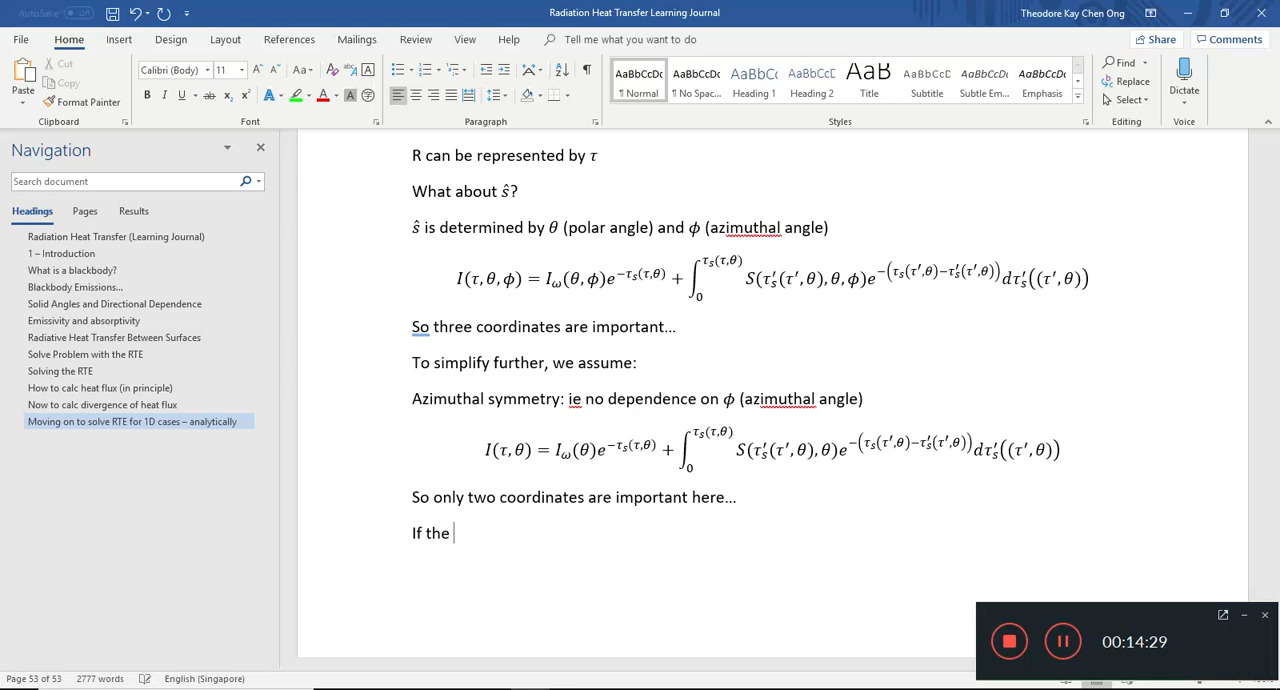 AutoSave Off
Radiation Heat Transfer Learning Journal
Theodore Kay Chen Ong
File Home Insert Design Layout References Mailings Review View Help Tell me what you want to do
Share Comments
Paste
Cut
Copy
Format Painter
Clipboard
Calibri (Body) 11
Font
Paragraph
AaBbCcDc AaBbCcDc AaBbCc AaBbCcE AaB AaBbCcD AaBbCcDc AaBbCcDc
¶ Normal ¶ No Spac... Heading 1 Heading 2 Title Subtitle Subtle Em... Emphasis
Styles
Find
Replace
Select
Editing
Dictate
Voice
Navigation
Search document
Headings Pages Results
Radiation Heat Transfer (Learning Journal)
1 – Introduction
What is a blackbody?
Blackbody Emissions...
Solid Angles and Directional Dependence
Emissivity and absorptivity
Radiative Heat Transfer Between Surfaces
Solve Problem with the RTE
Solving the RTE
How to calc heat flux (in principle)
Now to calc divergence of heat flux
Moving on to solve RTE for 1D cases – analytically
R can be represented by τ
What about ŝ?
ŝ is determined by θ (polar angle) and ϕ (azimuthal angle)
I(τ, θ, ϕ) = I_ω(θ, ϕ)e^{−τ_s(τ,θ)} + ∫_0^{τ_s(τ,θ)} S(τ_s′(τ′, θ), θ, ϕ)e^{−(τ_s(τ′,θ)−τ_s′(τ′,θ))} dτ_s′((τ′, θ))
So three coordinates are important...
To simplify further, we assume:
Azimuthal symmetry: ie no dependence on ϕ (azimuthal angle)
I(τ, θ) = I_ω(θ)e^{−τ_s(τ,θ)} + ∫_0^{τ_s(τ,θ)} S(τ_s′(τ′, θ), θ)e^{−(τ_s(τ′,θ)−τ_s′(τ′,θ))} dτ_s′((τ′, θ))
So only two coordinates are important here...
If the
00:14:29
Page 53 of 53 2777 words English (Singapore)